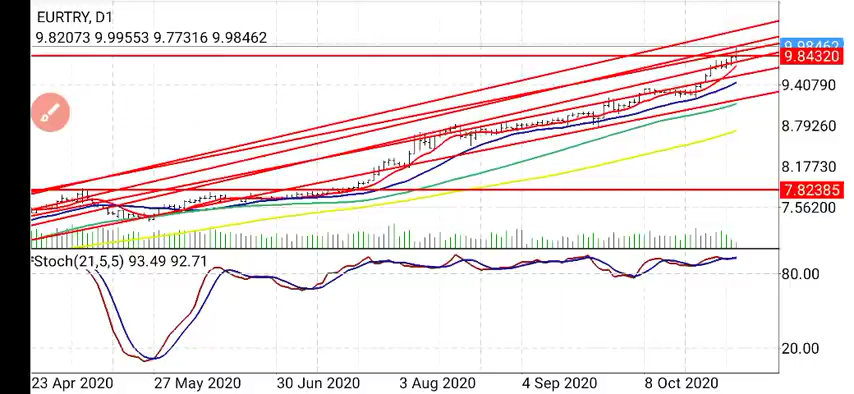 EURTRY, D1
9.82073 9.99553 9.77316 9.98462
9.98462
9.84320
9.40790
8.79260
8.17730
7.82385
7.56200
Stoch(21,5,5) 93.49 92.71
80.00
20.00
23 Apr 2020 27 May 2020 30 Jun 2020 3 Aug 2020 4 Sep 2020 8 Oct 2020